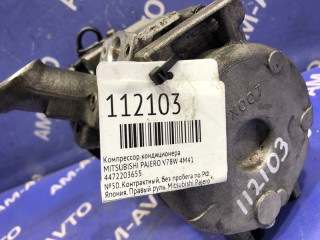 112103
Компрессор кондиционера
MITSUBISHI PAJERO V78W 4M41
4472203655
№50. Контрактный, без пробега по РФ,
Япония, Правый руль, Mitsubishi Pajero
112103